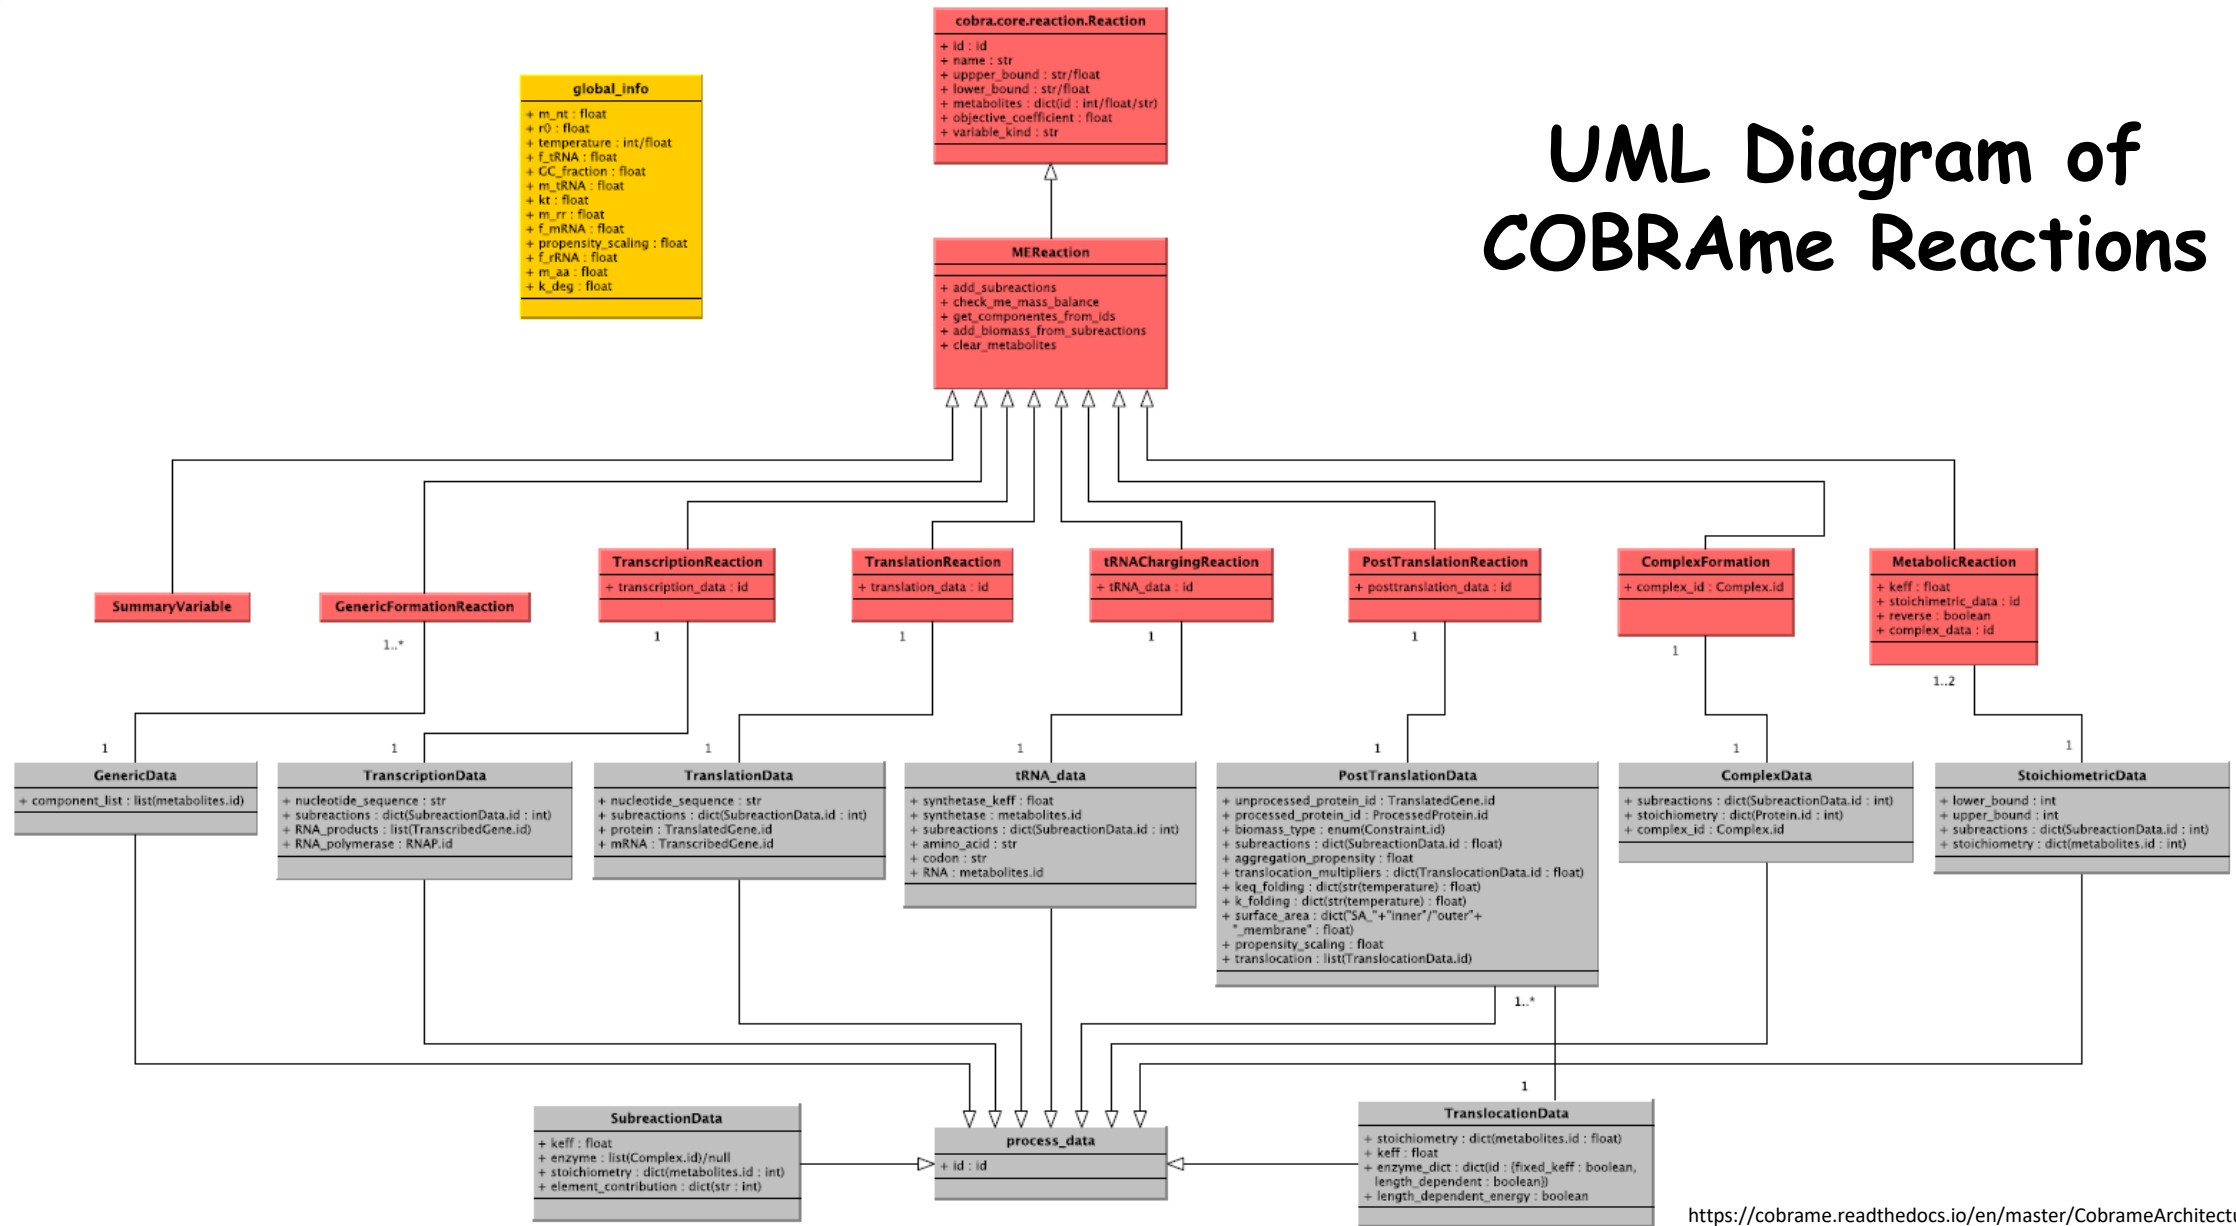 cobra.core.reaction.Reaction
+ id : id
+ name : str
+ uppper_bound : str/float
+ lower_bound : str/float
+ metabolites : dict(id : int/float/str)
+ objective_coefficient : float
+ variable_kind : str
global_info
+ m_nt : float
+ r0 : float
+ temperature : int/float
+ f_tRNA : float
+ GC_fraction : float
+ m_tRNA : float
+ kt : float
+ m_rr : float
+ f_mRNA : float
+ propensity_scaling : float
+ f_rRNA : float
+ m_aa : float
+ k_deg : float
UML Diagram of
COBRAme Reactions
MEReaction
+ add_subreactions
+ check_me_mass_balance
+ get_componentes_from_ids
+ add_biomass_from_subreactions
+ clear_metabolites
SummaryVariable
GenericFormationReaction
TranscriptionReaction
+ transcription_data : id
TranslationReaction
+ translation_data : id
tRNAChargingReaction
+ tRNA_data : id
PostTranslationReaction
+ posttranslation_data : id
ComplexFormation
+ complex_id : Complex.id
MetabolicReaction
+ keff : float
+ stoichimetric_data : id
+ reverse : boolean
+ complex_data : id
1..*
1
1
1
1
1
1..2
1
1
1
1
1
1
1
GenericData
+ component_list : list(metabolites.id)
TranscriptionData
+ nucleotide_sequence : str
+ subreactions : dict(SubreactionData.id : int)
+ RNA_products : list(TranscribedGene.id)
+ RNA_polymerase : RNAP.id
TranslationData
+ nucleotide_sequence : str
+ subreactions : dict(SubreactionData.id : int)
+ protein : TranslatedGene.id
+ mRNA : TranscribedGene.id
tRNA_data
+ synthetase_keff : float
+ synthetase : metabolites.id
+ subreactions : dict(SubreactionData.id : int)
+ amino_acid : str
+ codon : str
+ RNA : metabolites.id
PostTranslationData
+ unprocessed_protein_id : TranslatedGene.id
+ processed_protein_id : ProcessedProtein.id
+ biomass_type : enum(Constraint.id)
+ subreactions : dict(SubreactionData.id : float)
+ aggregation_propensity : float
+ translocation_multipliers : dict(TranslocationData.id : float)
+ keq_folding : dict(str(temperature) : float)
+ k_folding : dict(str(temperature) : float)
+ surface_area : dict("SA_"+"inner"/"outer"+
"_membrane" : float)
+ propensity_scaling : float
+ translocation : list(TranslocationData.id)
ComplexData
+ subreactions : dict(SubreactionData.id : int)
+ stoichiometry : dict(Protein.id : int)
+ complex_id : Complex.id
StoichiometricData
+ lower_bound : int
+ upper_bound : int
+ subreactions : dict(SubreactionData.id : int)
+ stoichiometry : dict(metabolites.id : int)
1..*
1
SubreactionData
+ keff : float
+ enzyme : list(Complex.id)/null
+ stoichiometry : dict(metabolites.id : int)
+ element_contribution : dict(str : int)
process_data
+ id : id
TranslocationData
+ stoichiometry : dict(metabolites.id : float)
+ keff : float
+ enzyme_dict : dict(id : {fixed_keff : boolean,
length_dependent : boolean})
+ length_dependent_energy : boolean
https://cobrame.readthedocs.io/en/master/CobrameArchitectu